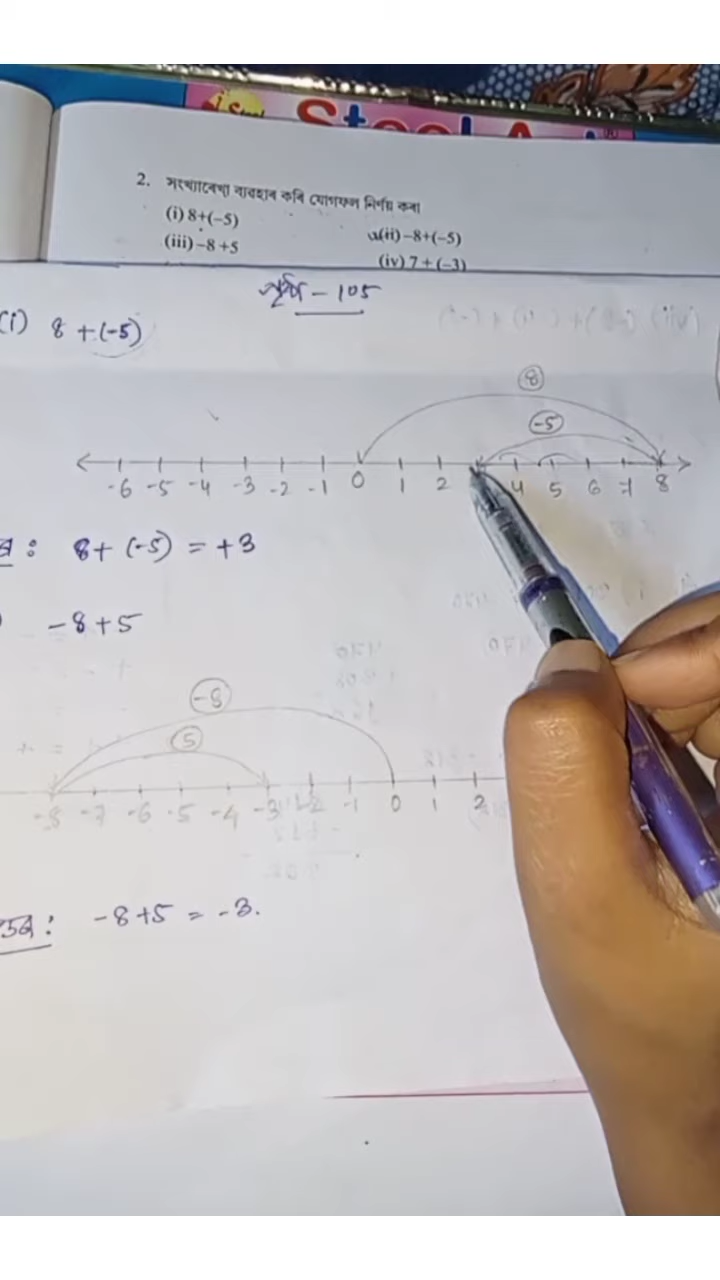 Steel
2. সংখ্যাৰেখা ব্যৱহাৰ কৰি যোগফল নিৰ্ণয় কৰা
(i) 8+(−5)
(ii) −8+(−5)
(iii) −8+5
(iv) 7+(−3)
পৃষ্ঠা - 105
(i) 8 +(-5)
8
-5
-6 -5 -4 -3 -2 -1 0 1 2 4 5 6 7 8
: 8+ (-5) = +3
-8+5
-8
5
-8 -7 -6 -5 -4 -3 -2 -1 0 1 2
: -8+5 = -3.